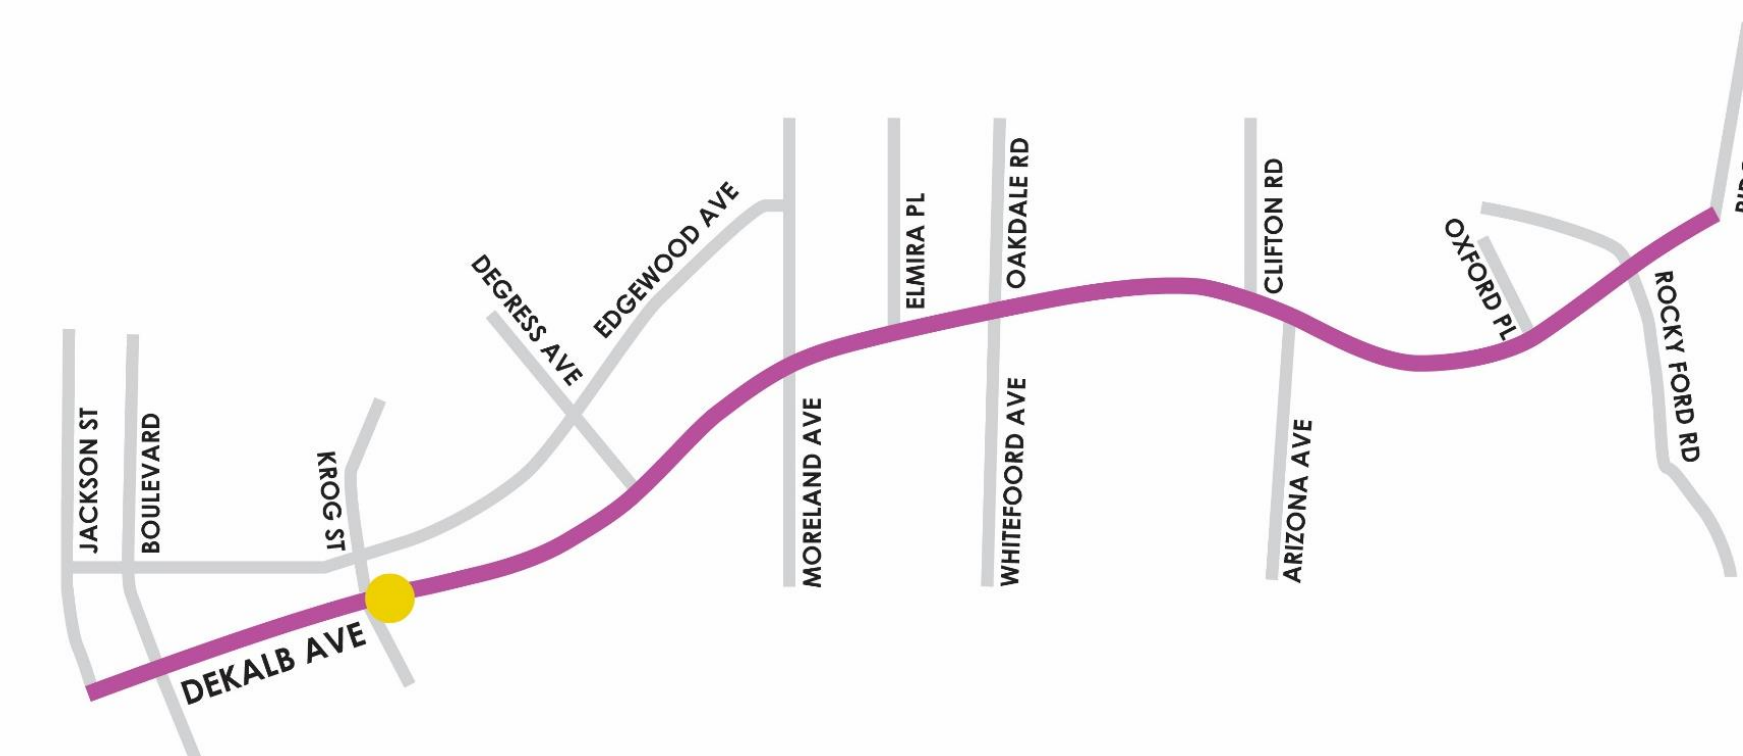 JACKSON ST
BOULEVARD
KROG ST
DEKALB AVE
DEGRESS AVE
EDGEWOOD AVE
MORELAND AVE
ELMIRA PL
OAKDALE RD
WHITEFOORD AVE
CLIFTON RD
ARIZONA AVE
OXFORD PL
ROCKY FORD RD